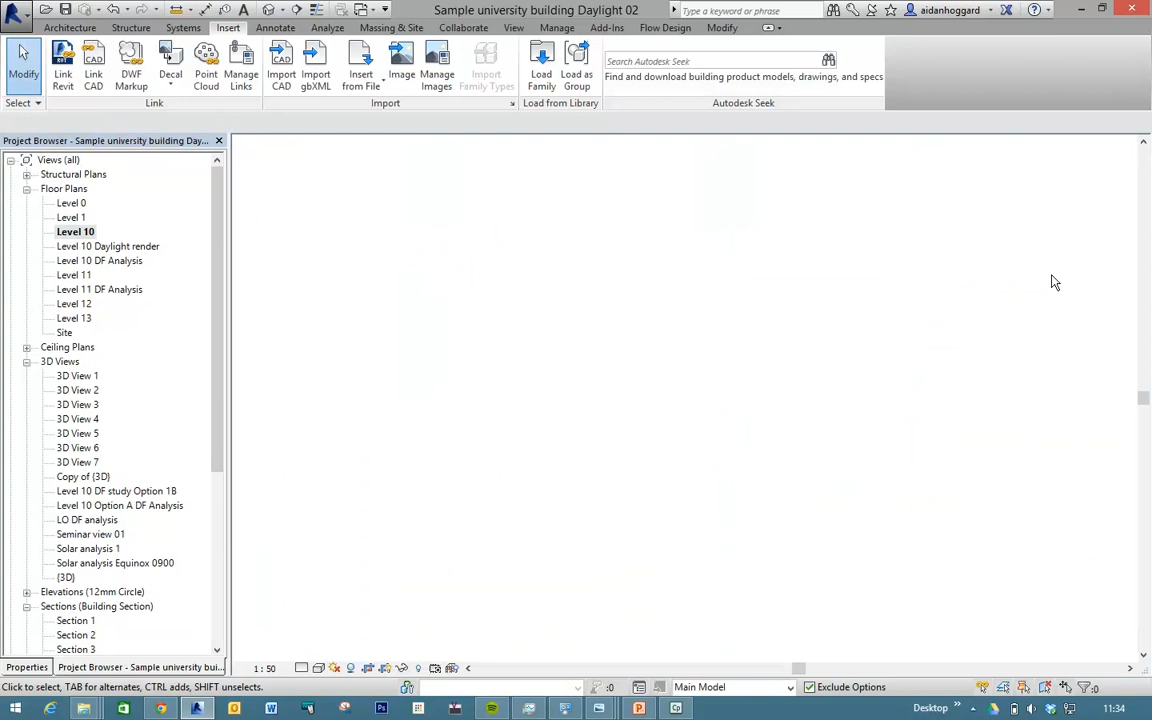 Sample university building Daylight 02
Type a keyword or phrase
aidanhoggard
Architecture Structure Systems Insert Annotate Analyze Massing & Site Collaborate View Manage Add-Ins Flow Design Modify
Modify
Link Revit
Link CAD
DWF Markup
Decal
Point Cloud
Manage Links
Import CAD
Import gbXML
Insert from File
Image
Manage Images
Import Family Types
Load Family
Load as Group
Search Autodesk Seek
Find and download building product models, drawings, and specs
Select
Link
Import
Load from Library
Autodesk Seek
Project Browser - Sample university building Day...
Views (all)
Structural Plans
Floor Plans
Level 0
Level 1
Level 10
Level 10 Daylight render
Level 10 DF Analysis
Level 11
Level 11 DF Analysis
Level 12
Level 13
Site
Ceiling Plans
3D Views
3D View 1
3D View 2
3D View 3
3D View 4
3D View 5
3D View 6
3D View 7
Copy of {3D}
Level 10 DF study Option 1B
Level 10 Option A DF Analysis
LO DF analysis
Seminar view 01
Solar analysis 1
Solar analysis Equinox 0900
{3D}
Elevations (12mm Circle)
Sections (Building Section)
Section 1
Section 2
Section 3
Properties
Project Browser - Sample university bui...
1 : 50
Click to select, TAB for alternates, CTRL adds, SHIFT unselects.
:0
Main Model
Exclude Options
:0
Desktop
11:34